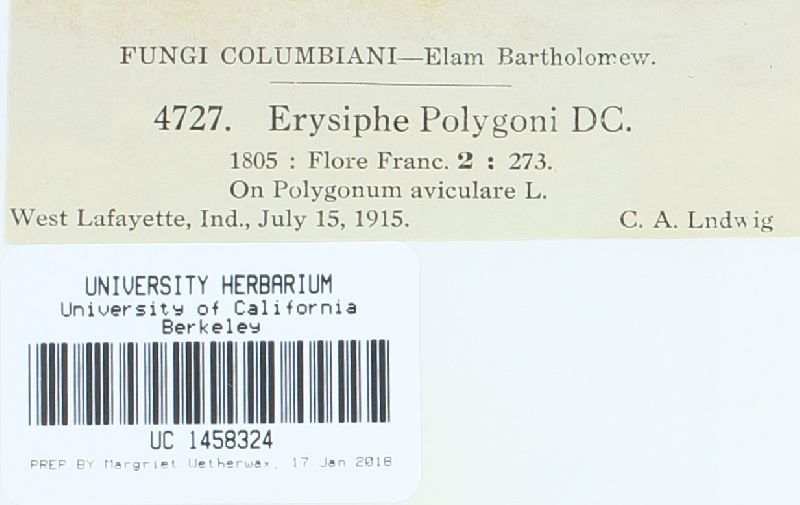 FUNGI COLUMBIANI—Elam Bartholomew.
4727. Erysiphe Polygoni DC.
1805 : Flore Franc. 2 : 273.
On Polygonum aviculare L.
West Lafayette, Ind., July 15, 1915. C. A. Lndwig
UNIVERSITY HERBARIUM
University of California
Berkeley
UC 1458324
PREP BY Margriet Wetherwax, 17 Jan 2018